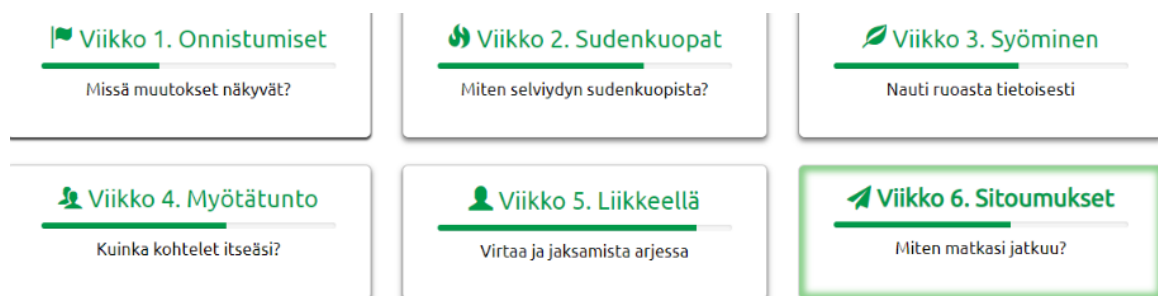 Viikko 1. Onnistumiset
Missä muutokset näkyvät?
Viikko 2. Sudenkuopat
Miten selviydyn sudenkuopista?
Viikko 3. Syöminen
Nauti ruoasta tietoisesti
Viikko 4. Myötätunto
Kuinka kohtelet itseäsi?
Viikko 5. Liikkeellä
Virtaa ja jaksamista arjessa
Viikko 6. Sitoumukset
Miten matkasi jatkuu?